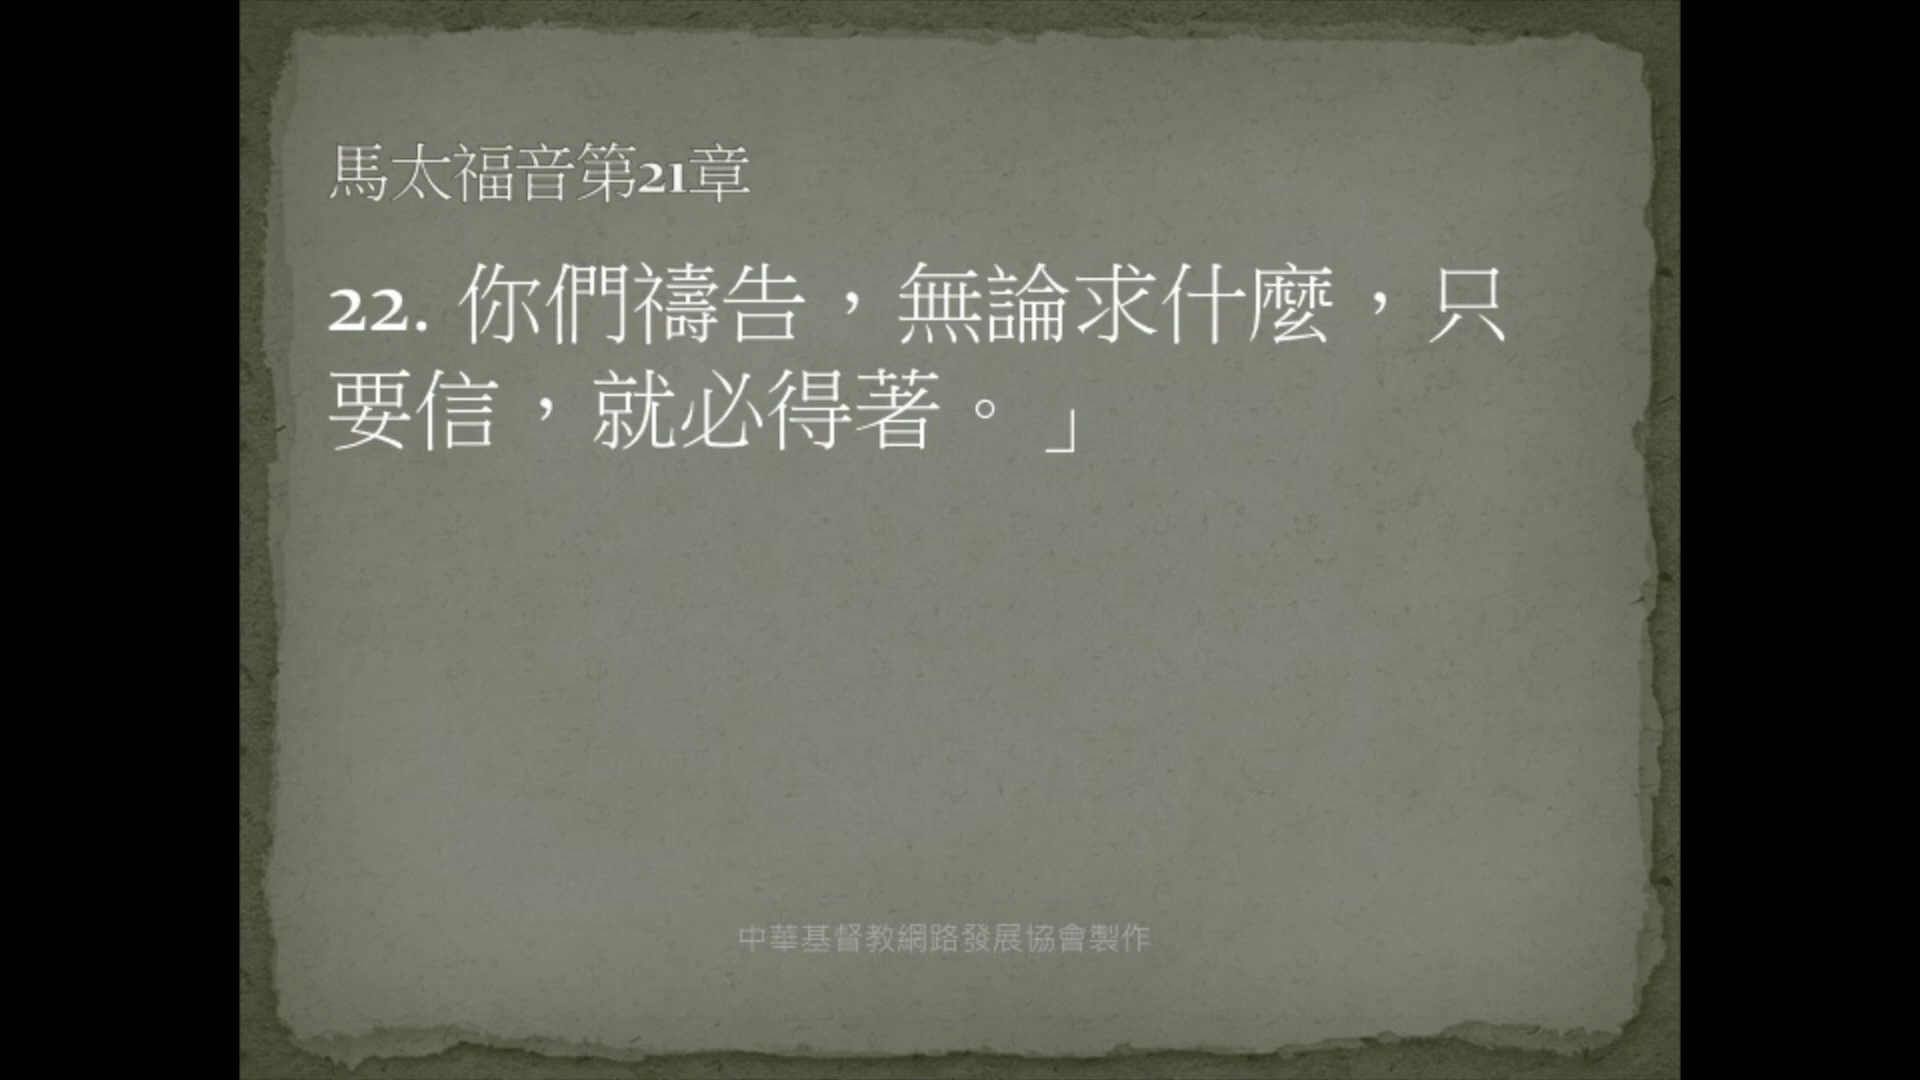 馬太福音第21章
22. 你們禱告，無論求什麼，只
要信，就必得著。」
中華基督教網路發展協會製作